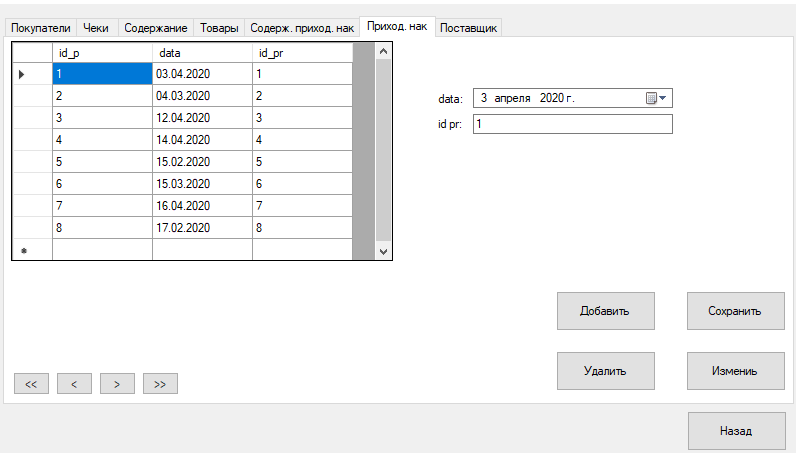 Покупатели Чеки Содержание Товары Содерж. приход. нак Приход. нак Поставщик
id_p data id_pr
1 03.04.2020 1
2 04.03.2020 2
3 12.04.2020 3
4 14.04.2020 4
5 15.02.2020 5
6 15.03.2020 6
7 16.04.2020 7
8 17.02.2020 8
data: 3 апреля 2020 г.
id pr: 1
Добавить Сохранить
Удалить Измениь
<< < > >>
Назад